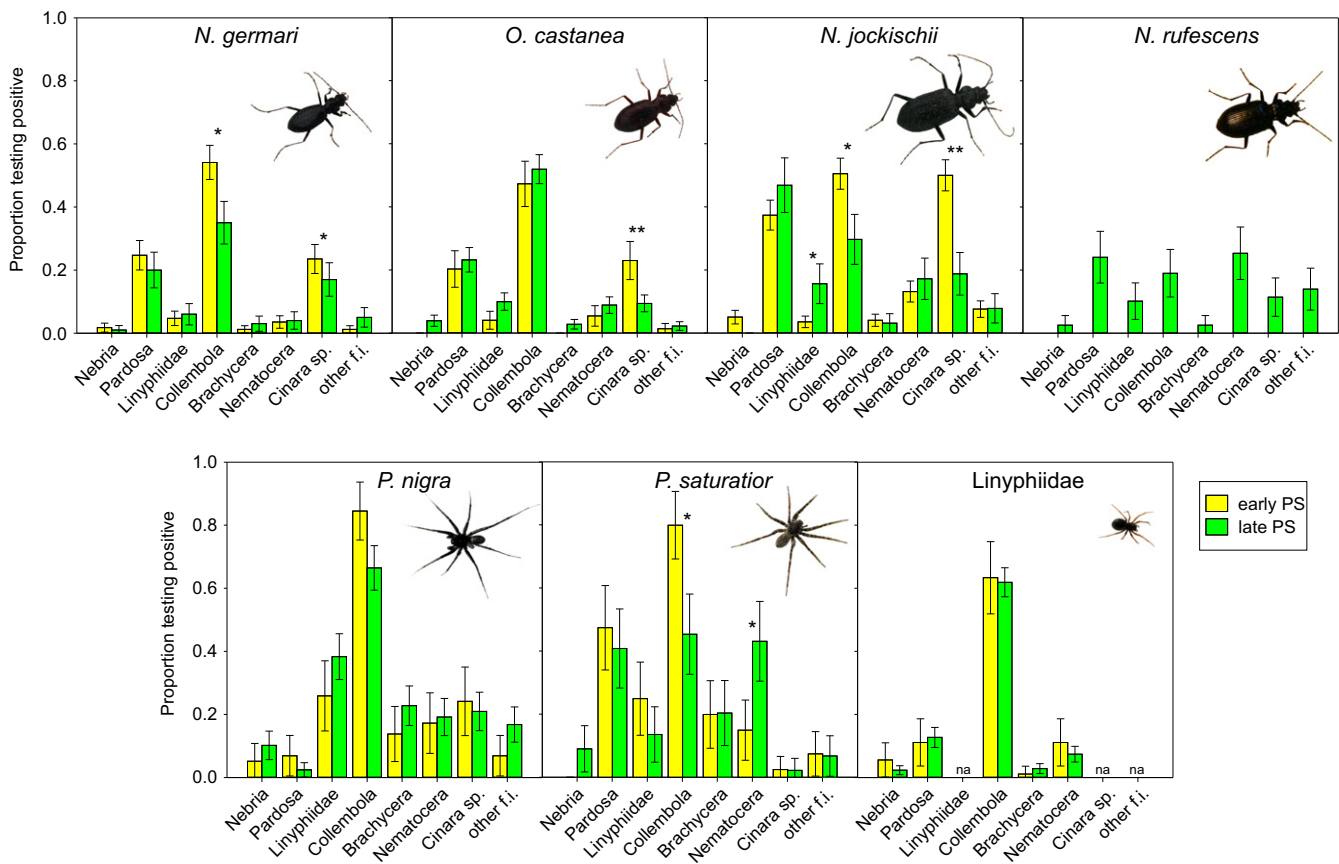 N. germari
O. castanea
N. jockischii
N. rufescens
Proportion testing positive
1.0
0.8
0.6
0.4
0.2
0.0
*
*
**
*
*
**
Nebria
Pardosa
Linyphiidae
Collembola
Brachycera
Nematocera
Cinara sp.
other f.i.
Nebria
Pardosa
Linyphiidae
Collembola
Brachycera
Nematocera
Cinara sp.
other f.i.
Nebria
Pardosa
Linyphiidae
Collembola
Brachycera
Nematocera
Cinara sp.
other f.i.
Nebria
Pardosa
Linyphiidae
Collembola
Brachycera
Nematocera
Cinara sp.
other f.i.
P. nigra
P. saturatior
Linyphiidae
Proportion testing positive
1.0
0.8
0.6
0.4
0.2
0.0
*
*
na
na
na
Nebria
Pardosa
Linyphiidae
Collembola
Brachycera
Nematocera
Cinara sp.
other f.i.
Nebria
Pardosa
Linyphiidae
Collembola
Brachycera
Nematocera
Cinara sp.
other f.i.
Nebria
Pardosa
Linyphiidae
Collembola
Brachycera
Nematocera
Cinara sp.
other f.i.
early PS
late PS